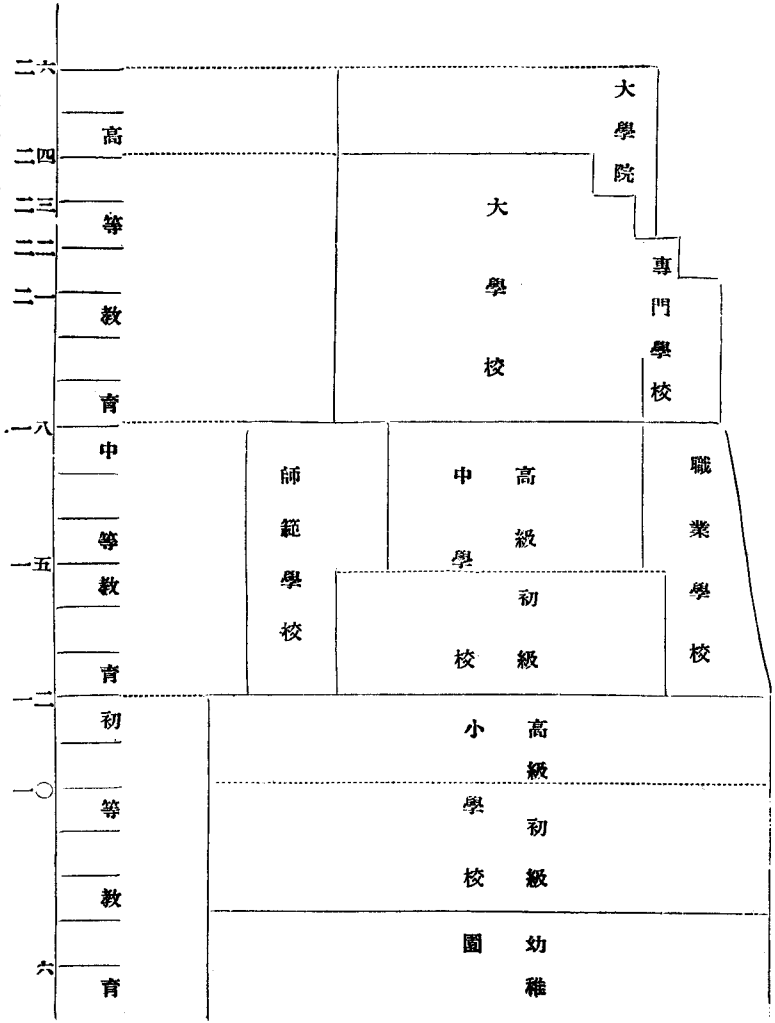 二六
二四
二三
二二
二一
一八
一五
一二
一〇
六
高等教育
中等教育
初等教育
大學院
大學校
專門學校
師範學校
高級
中學校
初級
職業學校
高級
小學校
初級
幼稚園